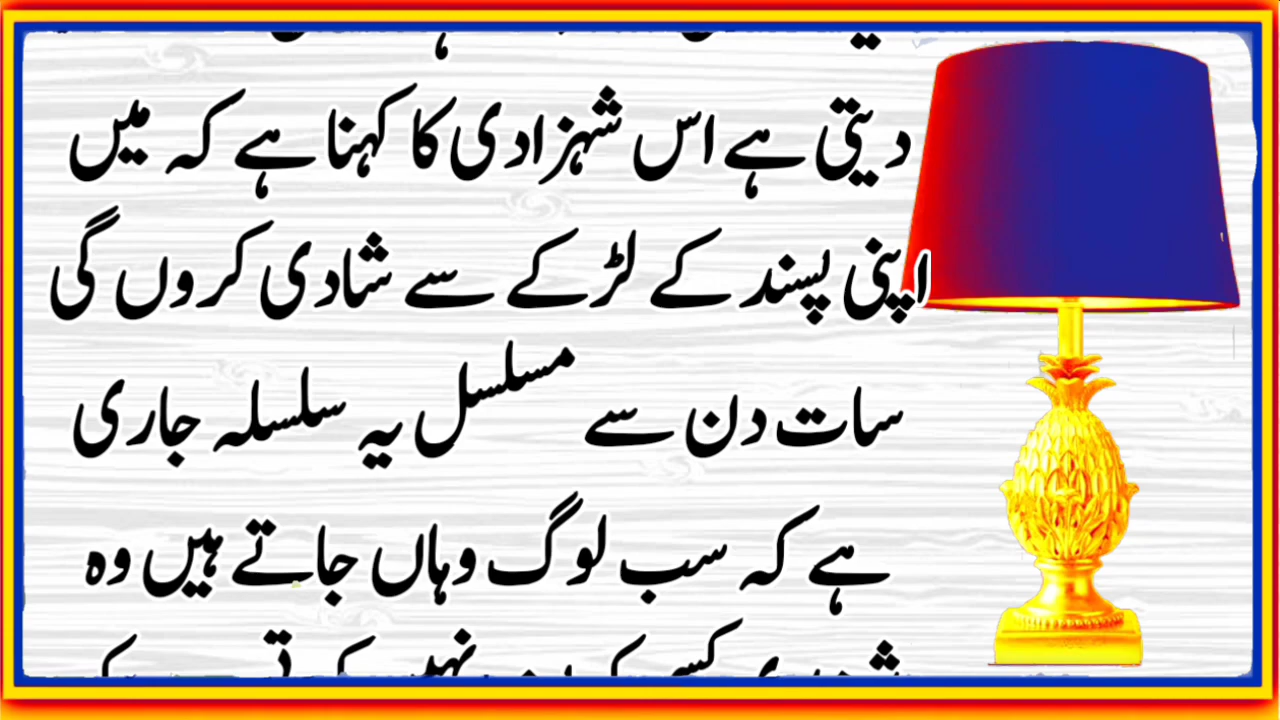 دیتی ہے اس شہزادی کا کہنا ہے کہ میں
اپنی پسند کے لڑکے سے شادی کروں گی
سات دن سے مسلسل یہ سلسلہ جاری
ہے کہ سب لوگ وہاں جاتے ہیں وہ